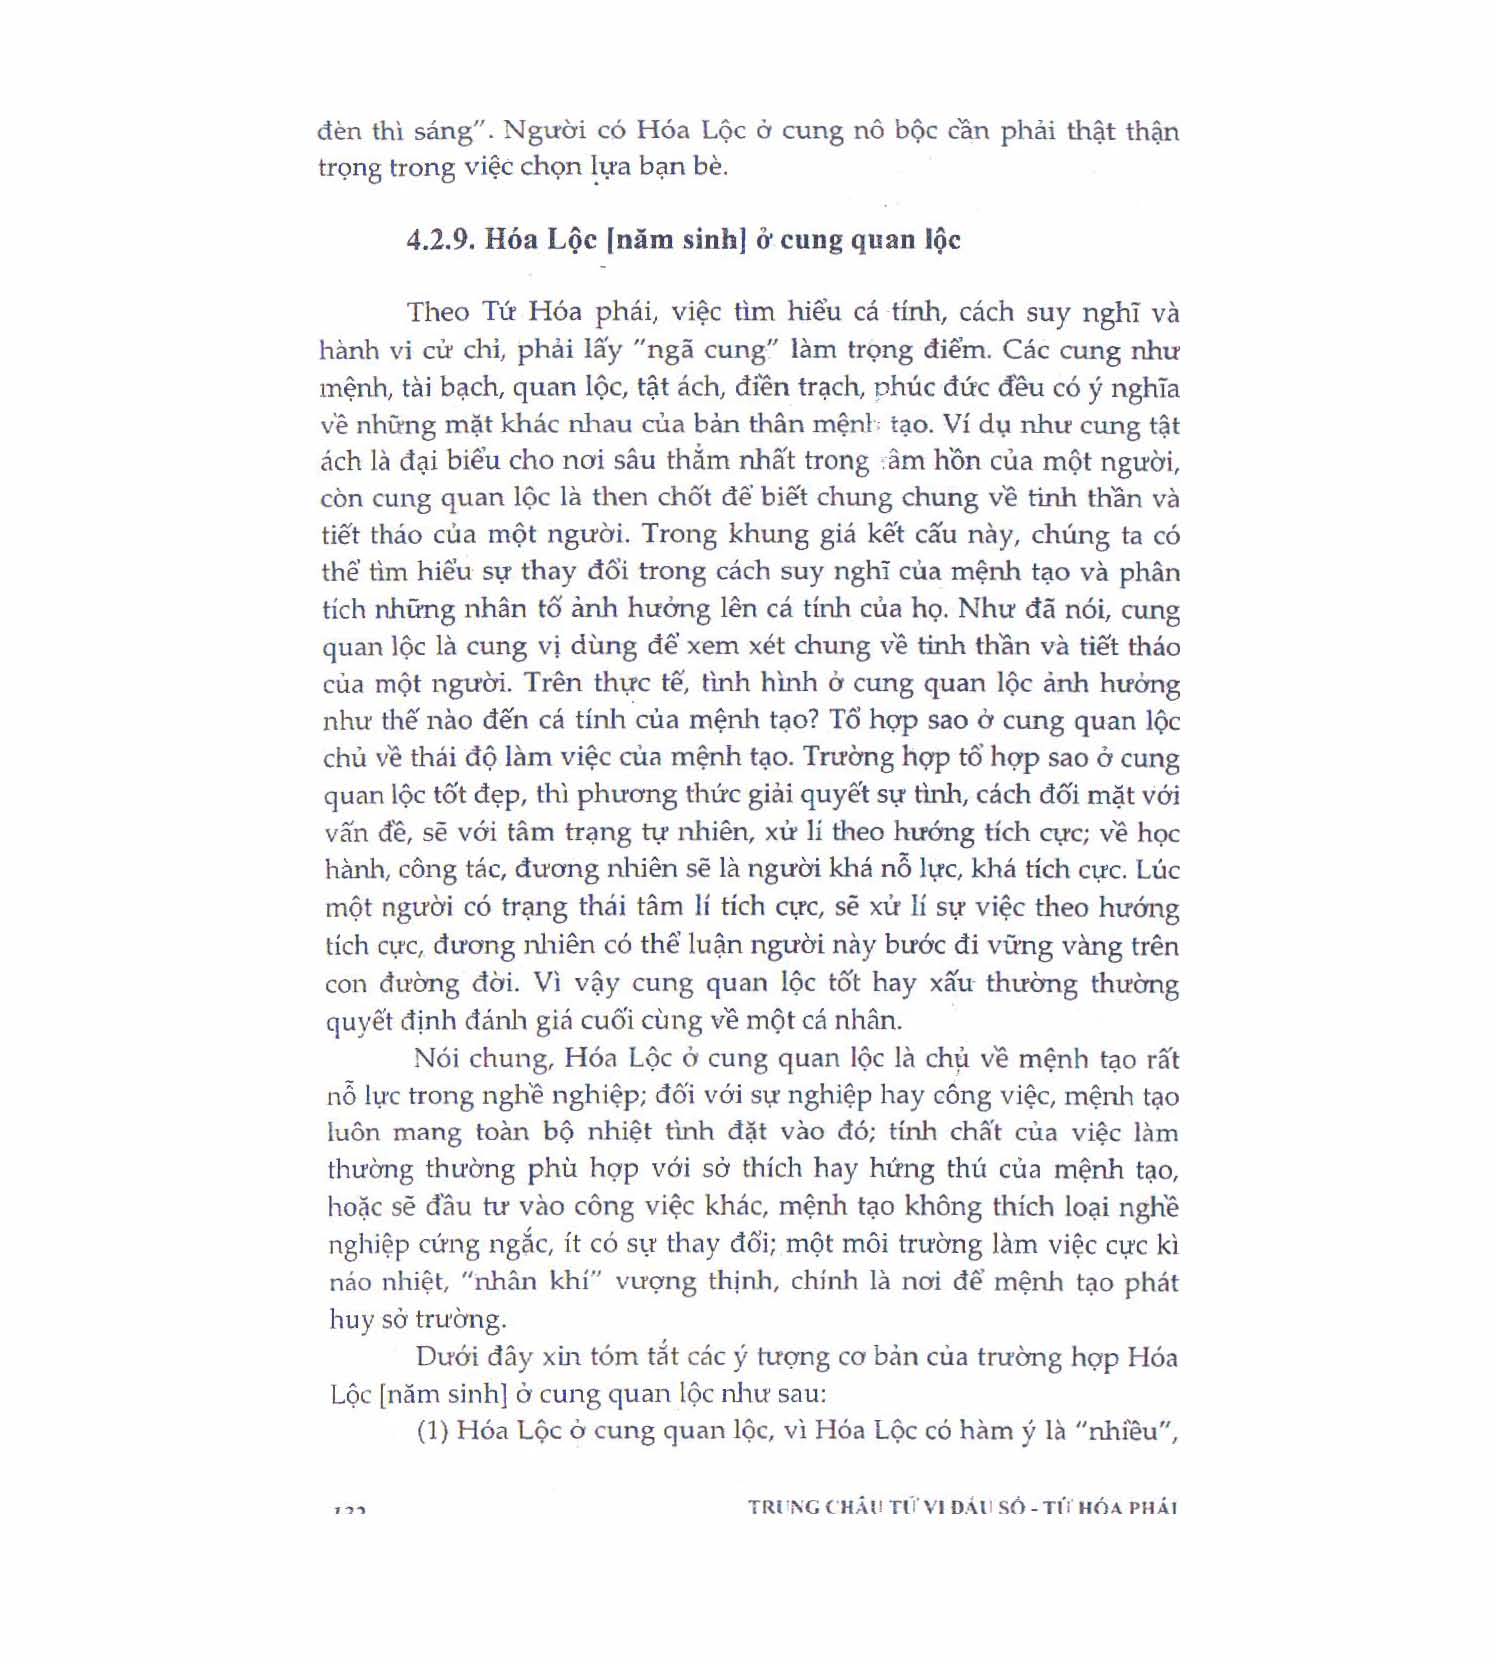 đèn thì sáng". Người có Hóa Lộc ở cung nô bộc cần phải thật thận
trọng trong việc chọn lựa bạn bè.
4.2.9. Hóa Lộc [năm sinh] ở cung quan lộc
Theo Tứ Hóa phái, việc tìm hiểu cá tính, cách suy nghĩ và
hành vi cử chỉ, phải lấy "ngã cung" làm trọng điểm. Các cung như
mệnh, tài bạch, quan lộc, tật ách, điền trạch, phúc đức đều có ý nghĩa
về những mặt khác nhau của bản thân mệnh tạo. Ví dụ như cung tật
ách là đại biểu cho nơi sâu thẳm nhất trong tâm hồn của một người,
còn cung quan lộc là then chốt để biết chung chung về tinh thần và
tiết tháo của một người. Trong khung giá kết cấu này, chúng ta có
thể tìm hiểu sự thay đổi trong cách suy nghĩ của mệnh tạo và phân
tích những nhân tố ảnh hưởng lên cá tính của họ. Như đã nói, cung
quan lộc là cung vị dùng để xem xét chung về tinh thần và tiết tháo
của một người. Trên thực tế, tình hình ở cung quan lộc ảnh hưởng
như thế nào đến cá tính của mệnh tạo? Tổ hợp sao ở cung quan lộc
chủ về thái độ làm việc của mệnh tạo. Trường hợp tổ hợp sao ở cung
quan lộc tốt đẹp, thì phương thức giải quyết sự tình, cách đối mặt với
vấn đề, sẽ với tâm trạng tự nhiên, xử lí theo hướng tích cực; về học
hành, công tác, đương nhiên sẽ là người khá nỗ lực, khá tích cực. Lúc
một người có trạng thái tâm lí tích cực, sẽ xử lí sự việc theo hướng
tích cực, đương nhiên có thể luận người này bước đi vững vàng trên
con đường đời. Vì vậy cung quan lộc tốt hay xấu thường thường
quyết định đánh giá cuối cùng về một cá nhân.
Nói chung, Hóa Lộc ở cung quan lộc là chủ về mệnh tạo rất
nỗ lực trong nghề nghiệp; đối với sự nghiệp hay công việc, mệnh tạo
luôn mang toàn bộ nhiệt tình đặt vào đó; tính chất của việc làm
thường thường phù hợp với sở thích hay hứng thú của mệnh tạo,
hoặc sẽ đầu tư vào công việc khác, mệnh tạo không thích loại nghề
nghiệp cứng ngắc, ít có sự thay đổi; một môi trường làm việc cực kì
náo nhiệt, "nhân khí" vượng thịnh, chính là nơi để mệnh tạo phát
huy sở trường.
Dưới đây xin tóm tắt các ý tượng cơ bản của trường hợp Hóa
Lộc [năm sinh] ở cung quan lộc như sau:
(1) Hóa Lộc ở cung quan lộc, vì Hóa Lộc có hàm ý là "nhiều",
TRUNG CHÂU TỬ VI ĐẨU SỐ - TỨ HÓA PHÁI